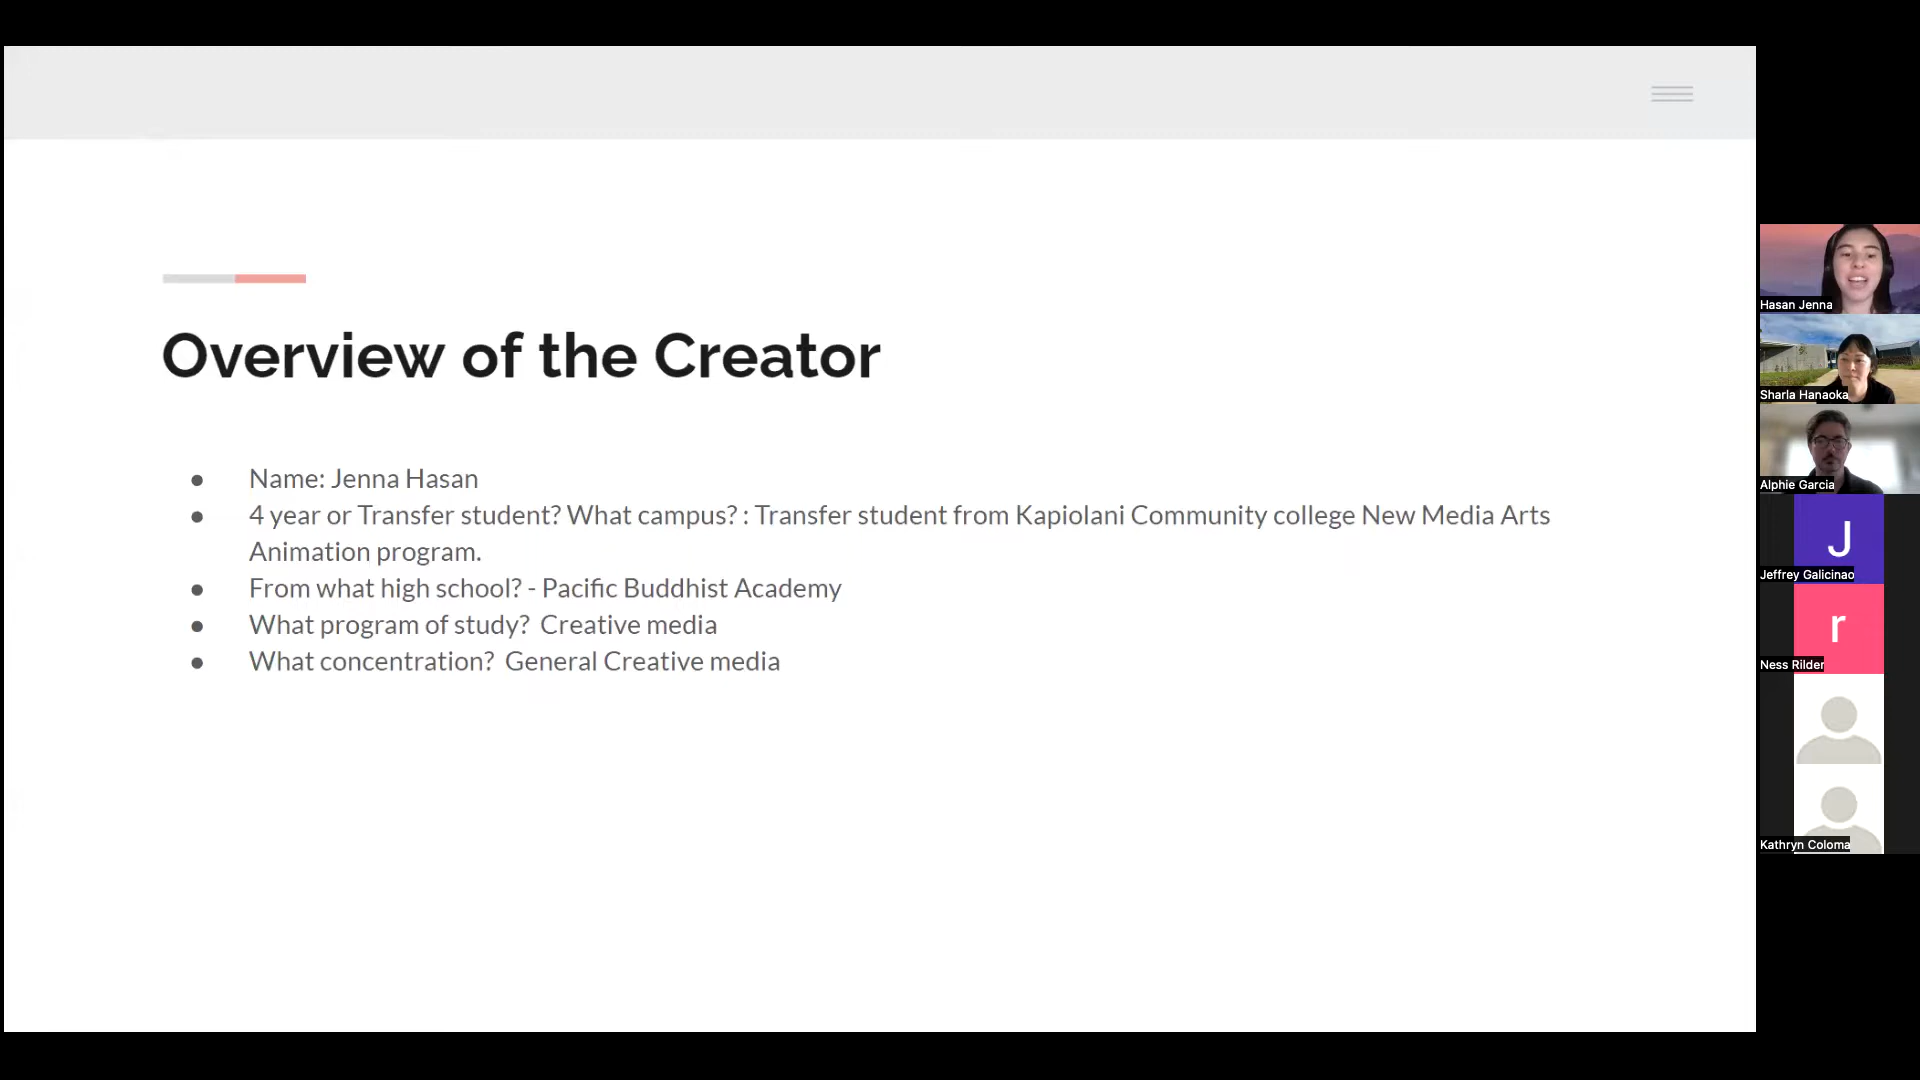 Overview of the Creator
● Name: Jenna Hasan
● 4 year or Transfer student? What campus? : Transfer student from Kapiolani Community college New Media Arts
Animation program.
● From what high school? - Pacific Buddhist Academy
● What program of study?  Creative media
● What concentration?  General Creative media
Hasan Jenna
Sharla Hanaoka
Alphie Garcia
J
Jeffrey Galicinao
r
Ness Rilder
Kathryn Coloma